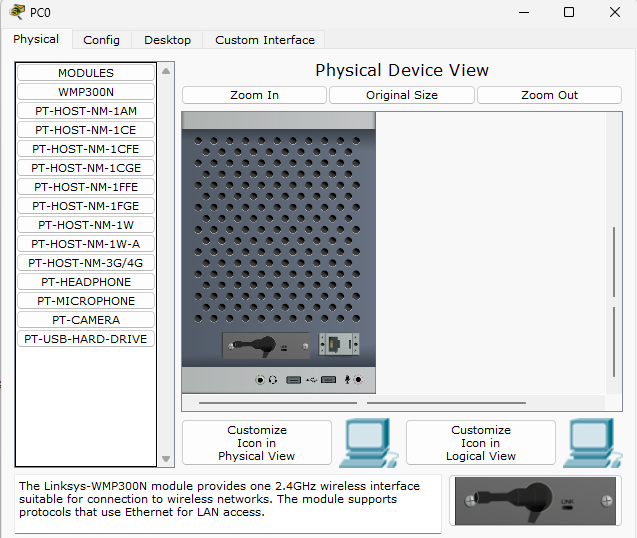 PC0
Physical
Config
Desktop
Custom Interface
MODULES
WMP300N
PT-HOST-NM-1AM
PT-HOST-NM-1CE
PT-HOST-NM-1CFE
PT-HOST-NM-1CGE
PT-HOST-NM-1FFE
PT-HOST-NM-1FGE
PT-HOST-NM-1W
PT-HOST-NM-1W-A
PT-HOST-NM-3G/4G
PT-HEADPHONE
PT-MICROPHONE
PT-CAMERA
PT-USB-HARD-DRIVE
Physical Device View
Zoom In
Original Size
Zoom Out
Customize
Icon in
Physical View
Customize
Icon in
Logical View
The Linksys-WMP300N module provides one 2.4GHz wireless interface
suitable for connection to wireless networks. The module supports
protocols that use Ethernet for LAN access.
LINK